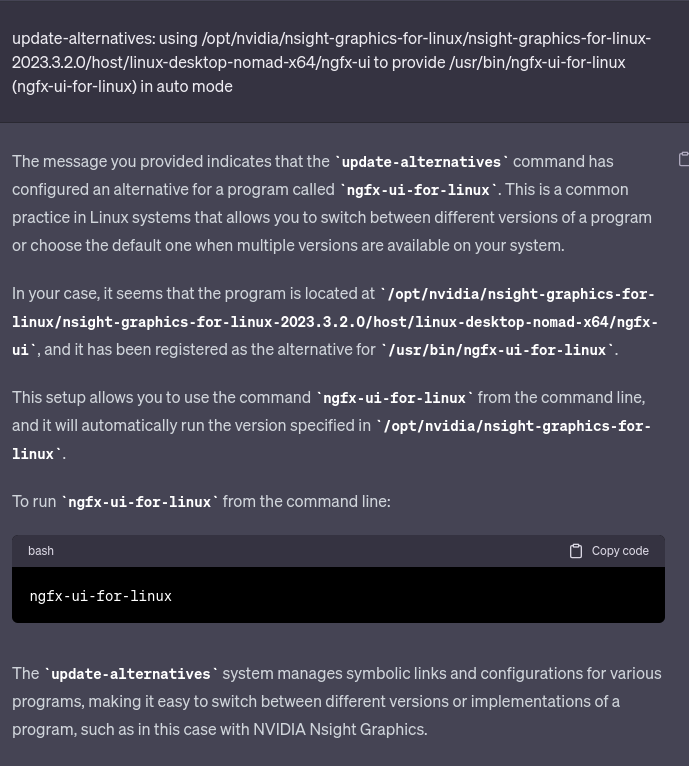 update-alternatives: using /opt/nvidia/nsight-graphics-for-linux/nsight-graphics-for-linux-
2023.3.2.0/host/linux-desktop-nomad-x64/ngfx-ui to provide /usr/bin/ngfx-ui-for-linux
(ngfx-ui-for-linux) in auto mode
The message you provided indicates that the `update-alternatives` command has
configured an alternative for a program called `ngfx-ui-for-linux`. This is a common
practice in Linux systems that allows you to switch between different versions of a program
or choose the default one when multiple versions are available on your system.
In your case, it seems that the program is located at `/opt/nvidia/nsight-graphics-for-
linux/nsight-graphics-for-linux-2023.3.2.0/host/linux-desktop-nomad-x64/ngfx-
ui`, and it has been registered as the alternative for `/usr/bin/ngfx-ui-for-linux`.
This setup allows you to use the command `ngfx-ui-for-linux` from the command line,
and it will automatically run the version specified in `/opt/nvidia/nsight-graphics-for-
linux`.
To run `ngfx-ui-for-linux` from the command line:
bash Copy code
ngfx-ui-for-linux
The `update-alternatives` system manages symbolic links and configurations for various
programs, making it easy to switch between different versions or implementations of a
program, such as in this case with NVIDIA Nsight Graphics.